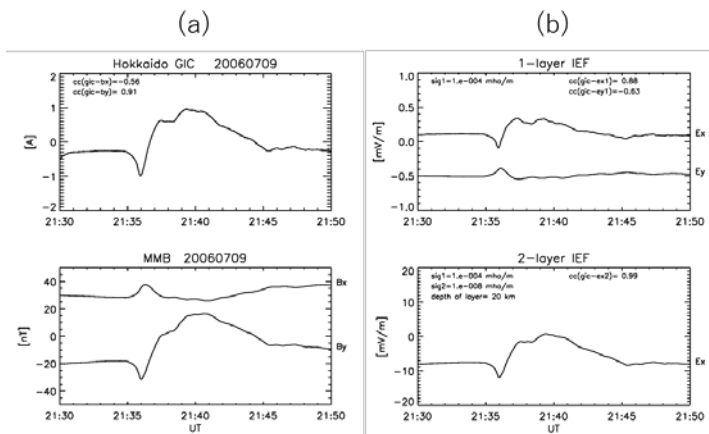 (a)
Hokkaido GIC 20060709
cc(gic-bx)=-0.56
cc(gic-by)= 0.91
[A]
2
1
0
-1
-2
21:30 21:35 21:40 21:45 21:50
MMB 20060709
[nT]
40
20
0
-20
-40
Bx
By
21:30 21:35 21:40 21:45 21:50
UT
(b)
1-layer IEF
sig1=1.e-004 mho/m
cc(gic-ex1)= 0.88
cc(gic-ey1)=-0.63
[mV/m]
1.0
0.5
0.0
-0.5
-1.0
Ex
Ey
21:30 21:35 21:40 21:45 21:50
2-layer IEF
sig1=1.e-004 mho/m
sig2=1.e-008 mho/m
depth of layer= 20 km
cc(gic-ex2)= 0.99
[mV/m]
20
10
0
-10
-20
Ex
21:30 21:35 21:40 21:45 21:50
UT